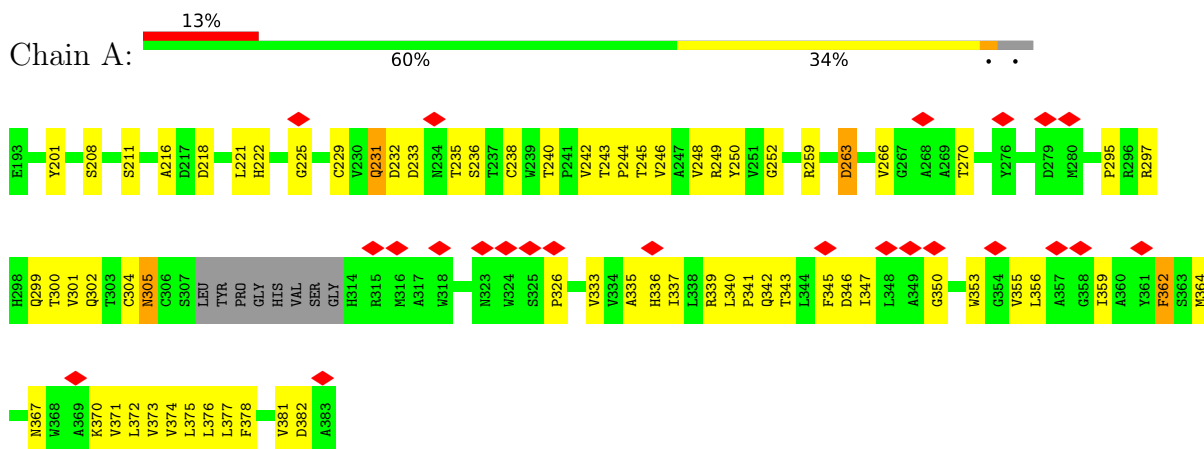 13%
Chain A:
60% 34% • •
E193 Y201 S208 S211 A216 D217 D218 L221 H222 G225 C229 V230 Q231 D232 D233 N234 T235 S236 T237 C238 W239 T240 P241 V242 T243 P244 T245 V246 A247 V248 R249 Y250 V251 G252 R259 D263 V266 G267 A268 A269 T270 Y276 D279 M280 P295 R296 R297
H298 Q299 T300 V301 Q302 T303 C304 N305 C306 S307 LEU TYR PRO GLY HIS VAL SER GLY H314 R315 M316 A317 W318 N323 W324 S325 P326 V333 V334 A335 H336 I337 L338 R339 L340 P341 Q342 T343 L344 F345 D346 I347 L348 A349 G350 W353 G354 V355 L356 A357 G358 I359 A360 Y361 F362 S363 M364
N367 W368 A369 K370 V371 L372 V373 V374 L375 L376 L377 F378 V381 D382 A383